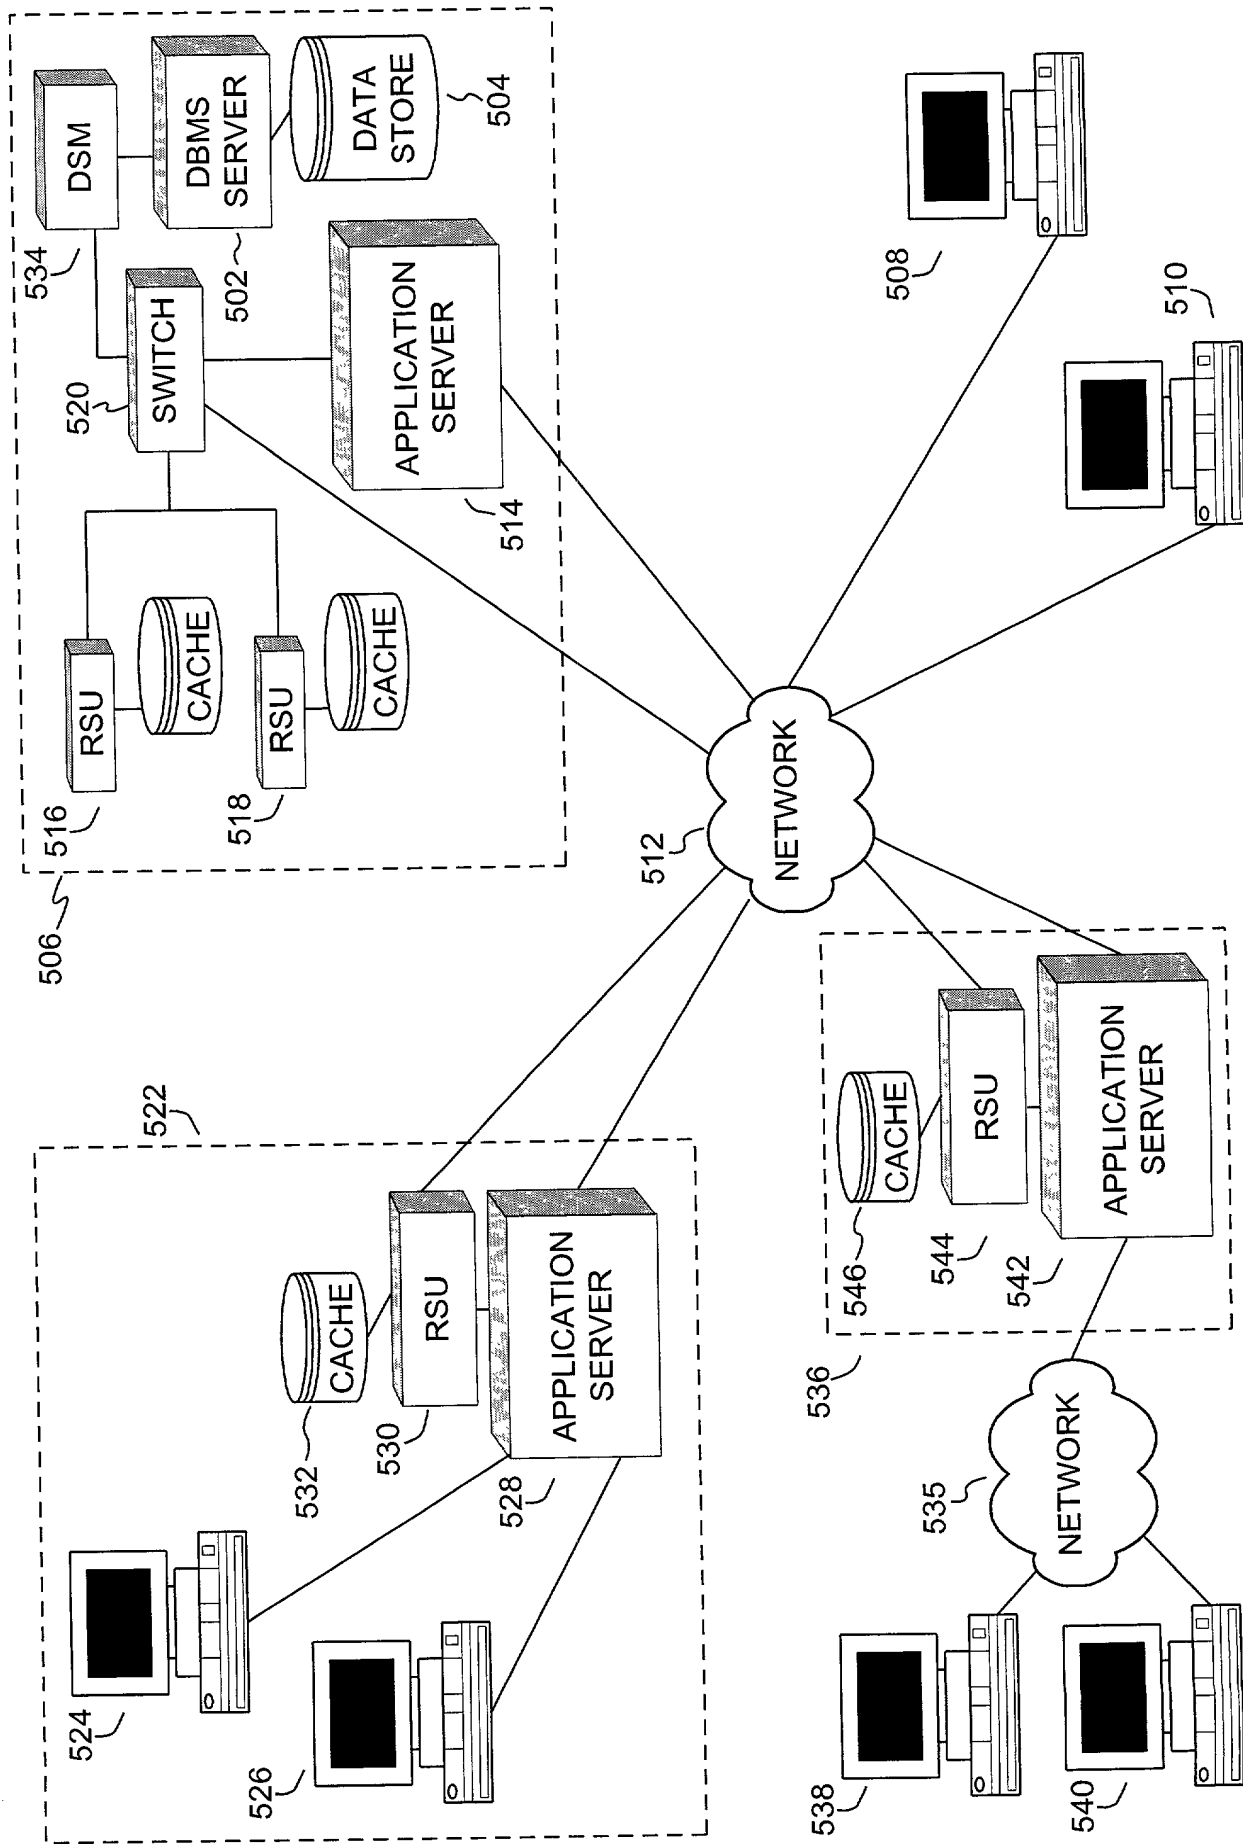 506
516
RSU
CACHE
518
RSU
CACHE
520
SWITCH
534
DSM
502
DBMS
SERVER
DATA
STORE
504
514
APPLICATION
SERVER
522
524
526
532
CACHE
530
RSU
528
APPLICATION
SERVER
512
NETWORK
508
510
536
546
CACHE
544
RSU
542
APPLICATION
SERVER
535
NETWORK
538
540